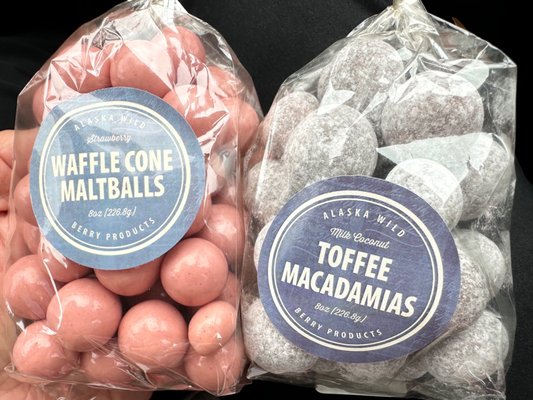 ALASKA WILD
Strawberry
WAFFLE CONE
MALTBALLS
8oz (226.8g)
BERRY PRODUCTS
ALASKA WILD
Milk Coconut
TOFFEE
MACADAMIAS
8oz (226.8g)
BERRY PRODUCTS